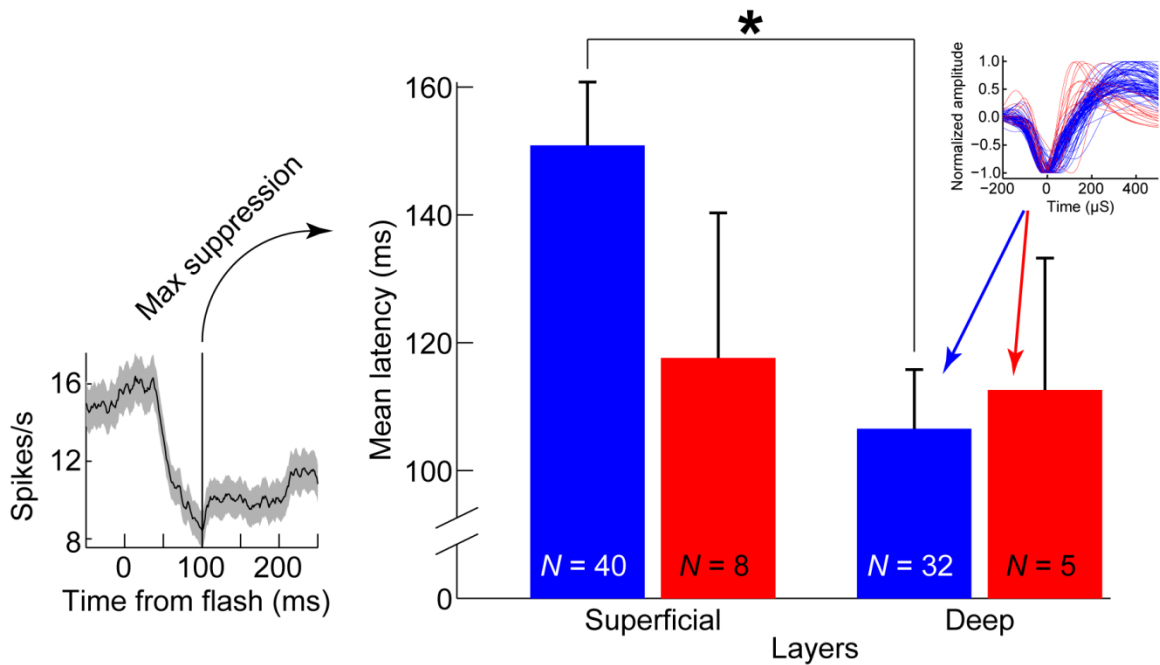 Max suppression
Spikes/s
16
12
8
0 100 200
Time from flash (ms)
*
Mean latency (ms)
160
140
120
100
0
N = 40
N = 8
N = 32
N = 5
Superficial
Deep
Layers
Normalized amplitude
1.0
0.5
0.0
−0.5
−1.0
−200 0 200 400
Time (µS)